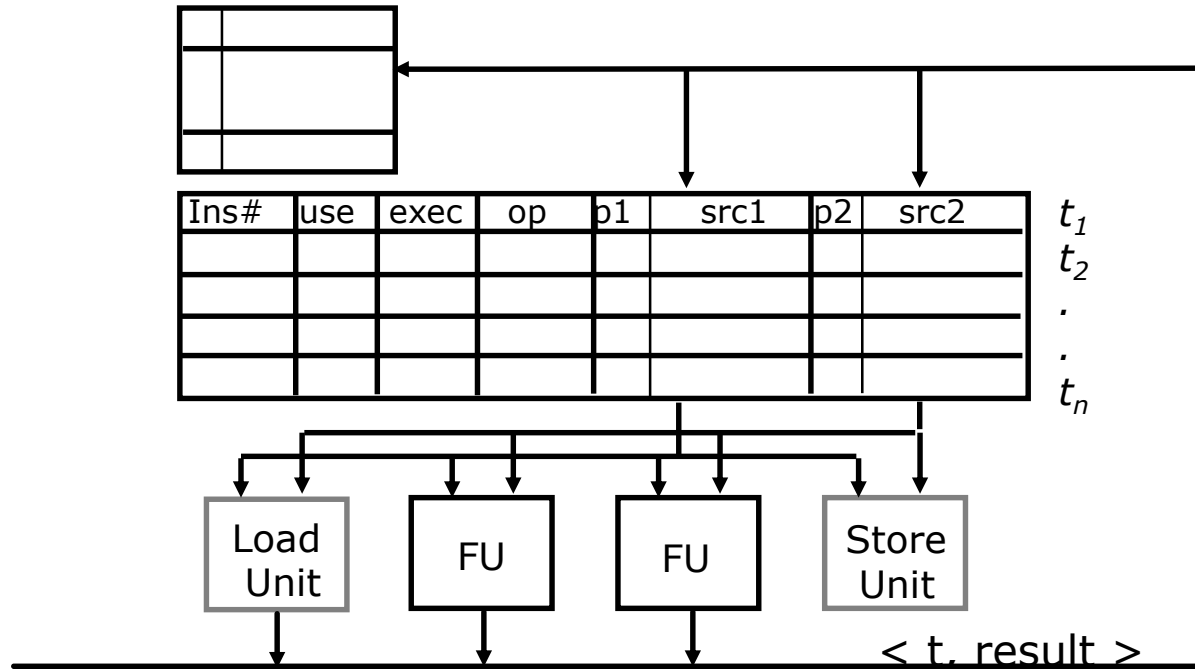 Ins# use exec op p1 src1 p2 src2
t1
t2
.
.
tn
Load Unit
FU
FU
Store Unit
< t, result >